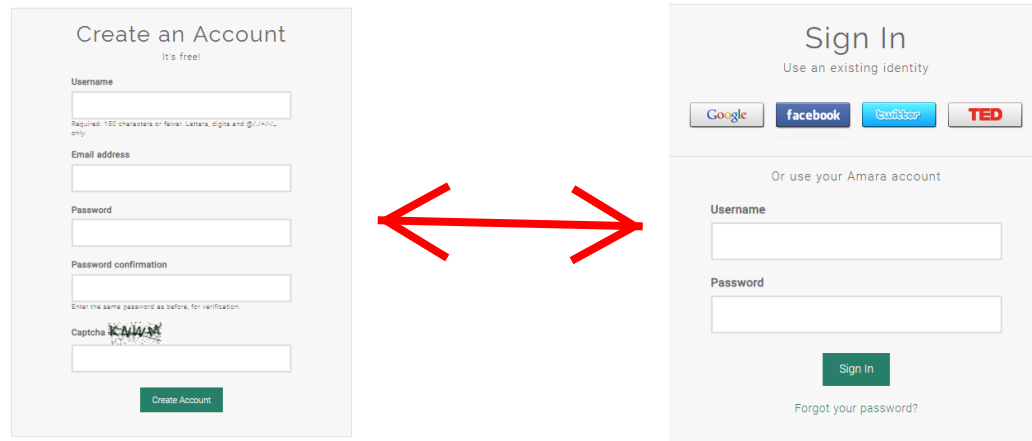 Create an Account
It's free!
Username
Required. 150 characters or fewer. Letters, digits and @/./+/-/_
only.
Email address
Password
Password confirmation
Enter the same password as before, for verification.
Captcha
Create Account
Sign In
Use an existing identity
Google facebook twitter TED
Or use your Amara account
Username
Password
Sign In
Forgot your password?